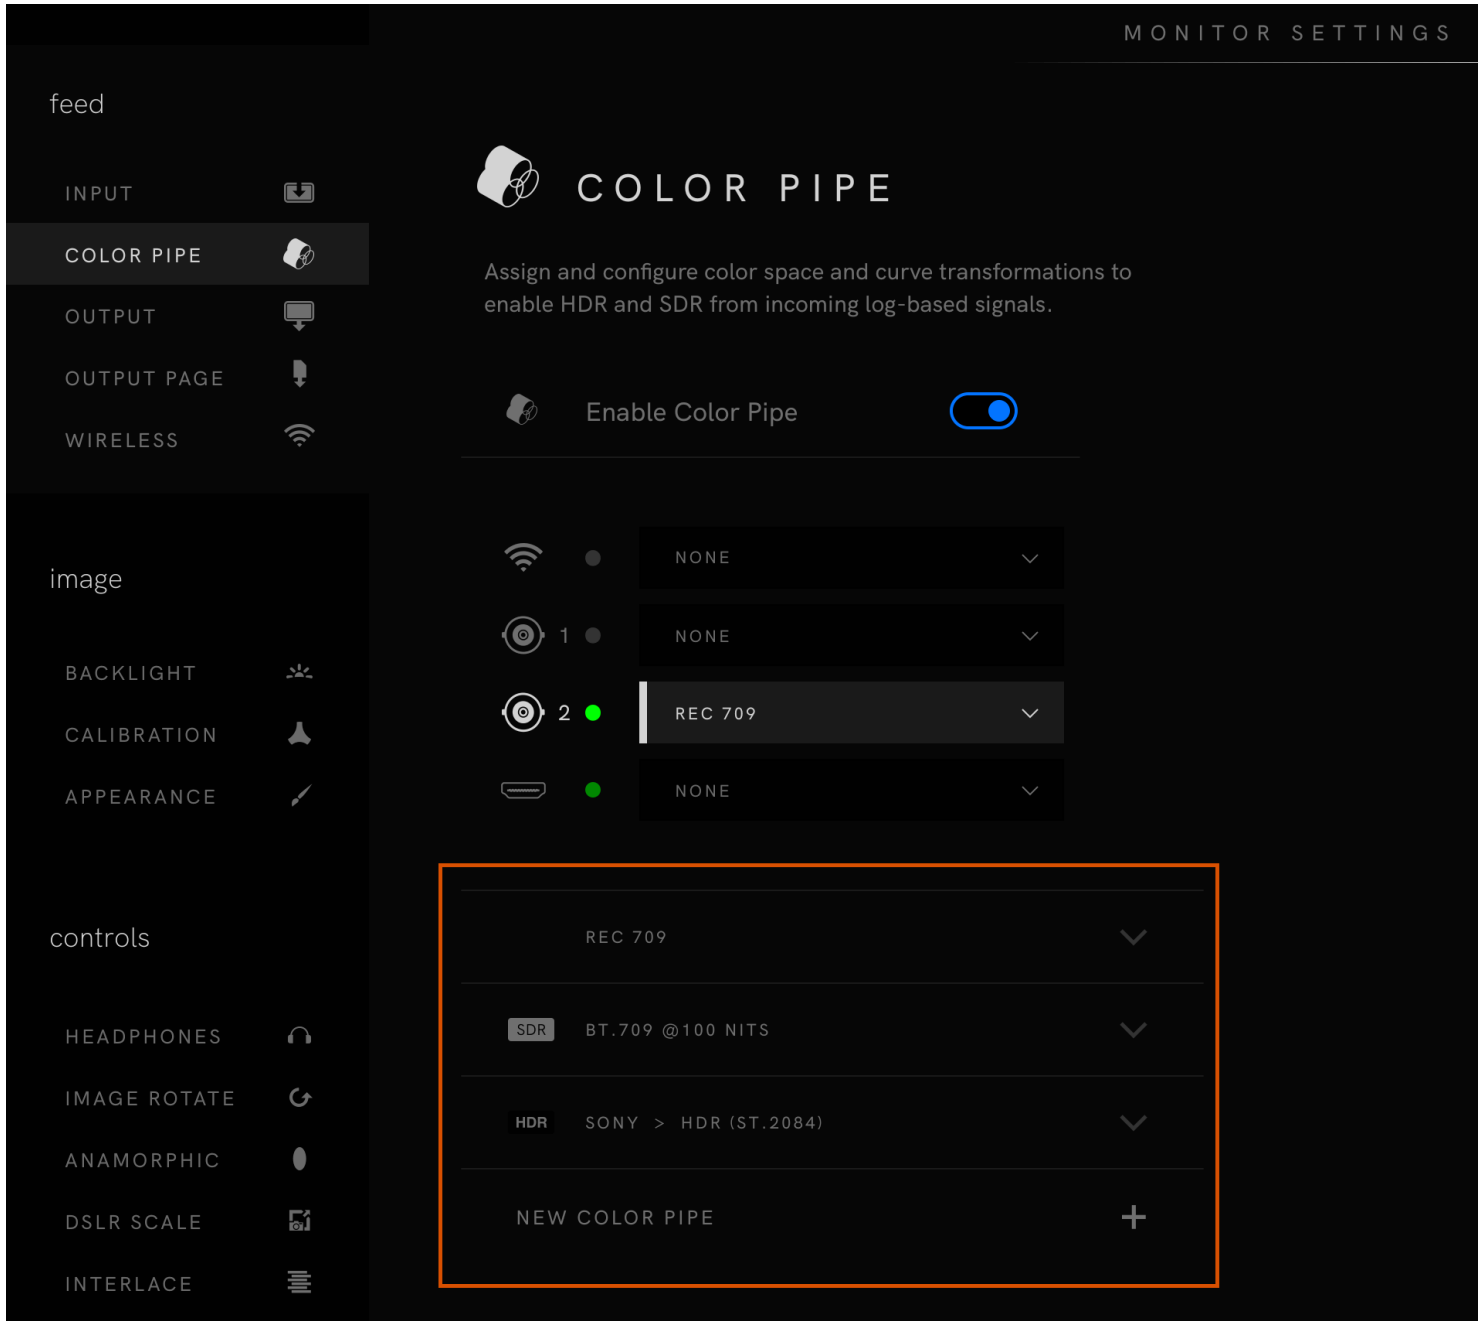 MONITOR SETTINGS
feed
INPUT
COLOR PIPE
OUTPUT
OUTPUT PAGE
WIRELESS
image
BACKLIGHT
CALIBRATION
APPEARANCE
controls
HEADPHONES
IMAGE ROTATE
ANAMORPHIC
DSLR SCALE
INTERLACE
COLOR PIPE
Assign and configure color space and curve transformations to
enable HDR and SDR from incoming log-based signals.
Enable Color Pipe
NONE
1 NONE
2 REC 709
NONE
REC 709
SDR BT.709 @100 NITS
HDR SONY > HDR (ST.2084)
NEW COLOR PIPE +